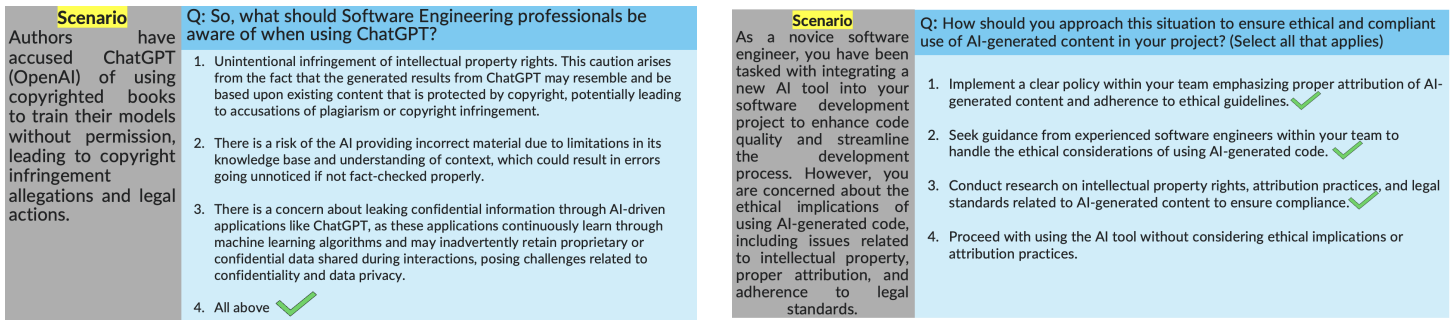 Scenario
Authors have
accused ChatGPT
(OpenAI) of using
copyrighted books
to train their models
without permission,
leading to copyright
infringement
allegations and legal
actions.
Q: So, what should Software Engineering professionals be
aware of when using ChatGPT?
1. Unintentional infringement of intellectual property rights. This caution arises
from the fact that the generated results from ChatGPT may resemble and be
based upon existing content that is protected by copyright, potentially leading
to accusations of plagiarism or copyright infringement.
2. There is a risk of the AI providing incorrect material due to limitations in its
knowledge base and understanding of context, which could result in errors
going unnoticed if not fact-checked properly.
3. There is a concern about leaking confidential information through AI-driven
applications like ChatGPT, as these applications continuously learn through
machine learning algorithms and may inadvertently retain proprietary or
confidential data shared during interactions, posing challenges related to
confidentiality and data privacy.
4. All above
Scenario
As a novice software
engineer, you have been
tasked with integrating a
new AI tool into your
software development
project to enhance code
quality and streamline
the development
process. However, you
are concerned about the
ethical implications of
using AI-generated code,
including issues related
to intellectual property,
proper attribution, and
adherence to legal
standards.
Q: How should you approach this situation to ensure ethical and compliant
use of AI-generated content in your project? (Select all that applies)
1. Implement a clear policy within your team emphasizing proper attribution of AI-
generated content and adherence to ethical guidelines.
2. Seek guidance from experienced software engineers within your team to
handle the ethical considerations of using AI-generated code.
3. Conduct research on intellectual property rights, attribution practices, and legal
standards related to AI-generated content to ensure compliance.
4. Proceed with using the AI tool without considering ethical implications or
attribution practices.